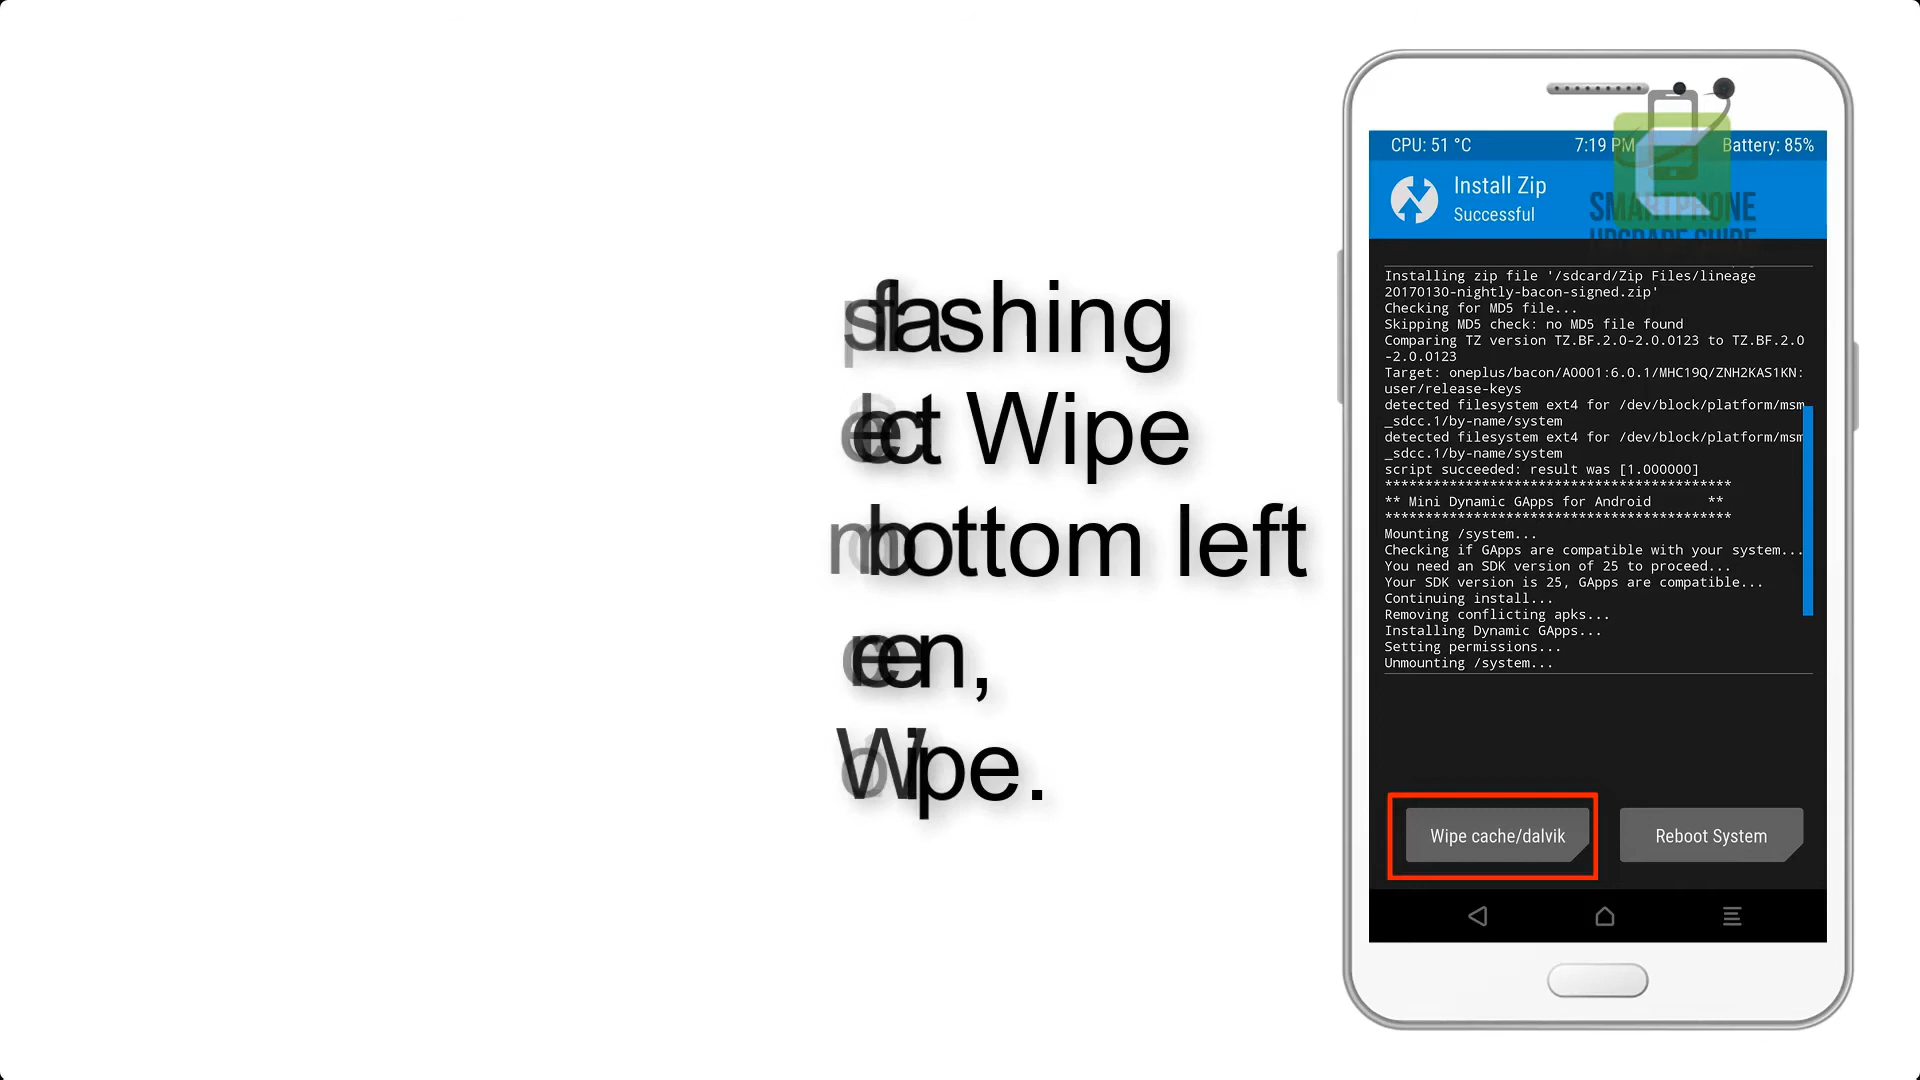 flashing
Wipe
bottom left
Wipe.
CPU: 51 °C 7:19 PM Battery: 85%
Install Zip
Successful
SMARTPHONE
UPGRADE GUIDE
Installing zip file '/sdcard/Zip Files/lineage
20170130-nightly-bacon-signed.zip'
Checking for MD5 file...
Skipping MD5 check: no MD5 file found
Comparing TZ version TZ.BF.2.0-2.0.0123 to TZ.BF.2.0
-2.0.0123
Target: oneplus/bacon/A0001:6.0.1/MHC19Q/ZNH2KAS1KN:
user/release-keys
detected filesystem ext4 for /dev/block/platform/msm
_sdcc.1/by-name/system
detected filesystem ext4 for /dev/block/platform/msm
_sdcc.1/by-name/system
script succeeded: result was [1.000000]
*******************************************
** Mini Dynamic GApps for Android **
*******************************************
Mounting /system...
Checking if GApps are compatible with your system...
You need an SDK version of 25 to proceed...
Your SDK version is 25, GApps are compatible...
Continuing install...
Removing conflicting apks...
Installing Dynamic GApps...
Setting permissions...
Unmounting /system...
Wipe cache/dalvik Reboot System